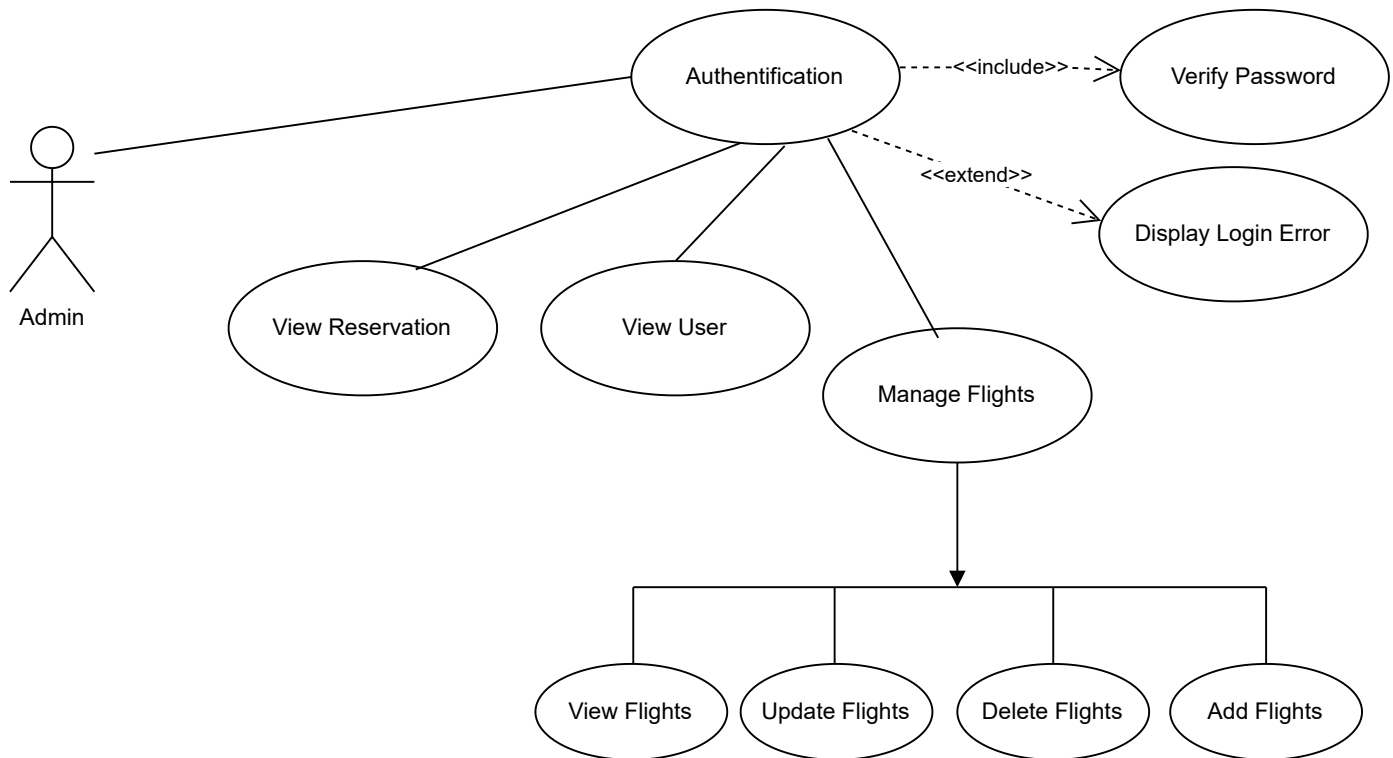 Authentification
<<include>>
Verify Password
<<extend>>
Display Login Error
Admin
View Reservation
View User
Manage Flights
View Flights
Update Flights
Delete Flights
Add Flights